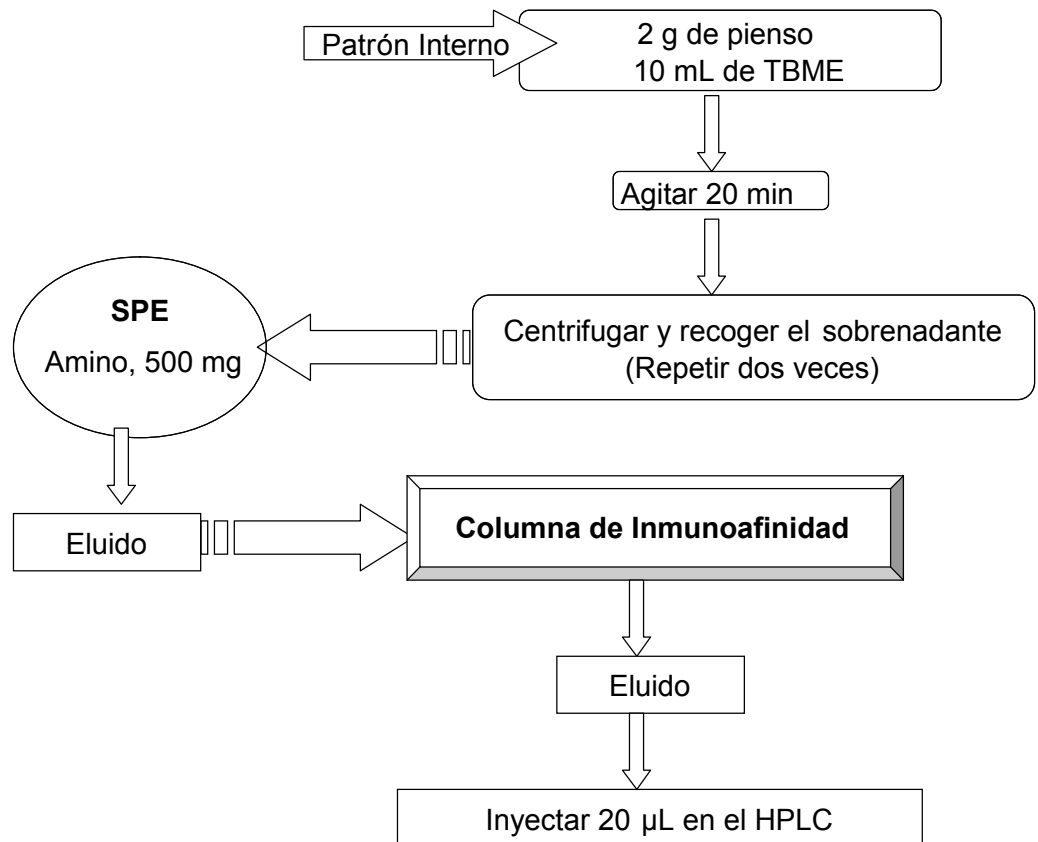 Patrón Interno
2 g de pienso
10 mL de TBME
Agitar 20 min
Centrifugar y recoger el sobrenadante
(Repetir dos veces)
SPE
Amino, 500 mg
Eluido
Columna de Inmunoafinidad
Eluido
Inyectar 20 µL en el HPLC